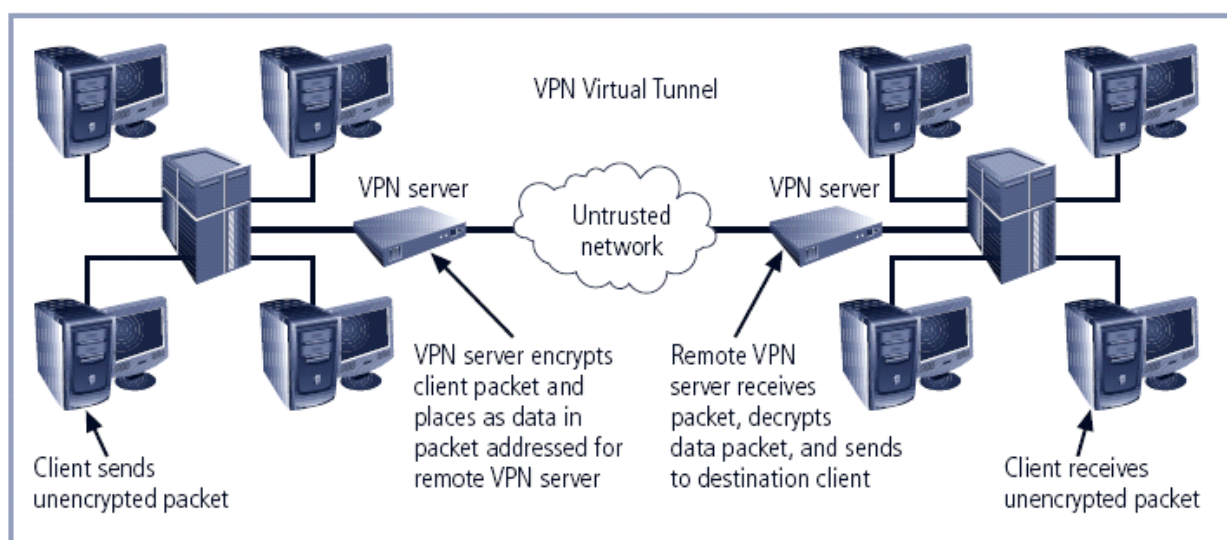 VPN Virtual Tunnel
VPN server
Untrusted
network
VPN server
Client sends
unencrypted packet
VPN server encrypts
client packet and
places as data in
packet addressed for
remote VPN server
Remote VPN
server receives
packet, decrypts
data packet, and sends
to destination client
Client receives
unencrypted packet